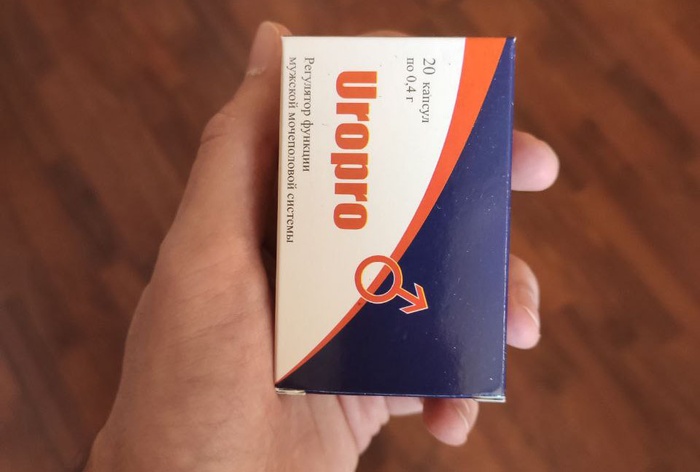 20 капсул
по 0,4 г
Uropro
Регулятор функции
мужской мочеполовой системы